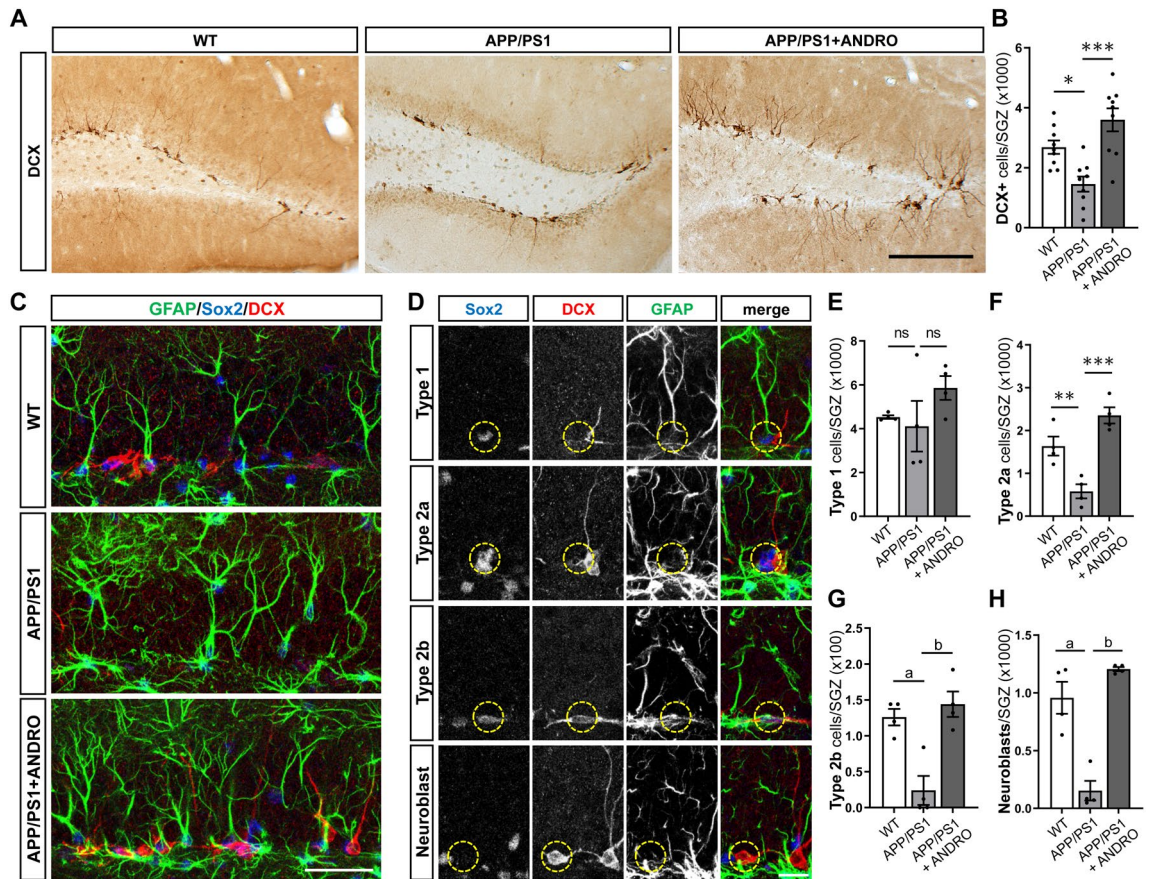 A
WT
APP/PS1
APP/PS1+ANDRO
DCX
B
DCX+ cells/SGZ (x1000)
6
4
2
0
*
***
WT
APP/PS1
APP/PS1
+ANDRO
C
GFAP/Sox2/DCX
WT
APP/PS1
APP/PS1+ANDRO
D
Sox2
DCX
GFAP
merge
Type 1
Type 2a
Type 2b
Neuroblast
E
Type 1 cells/SGZ (x1000)
8
6
4
2
0
ns
ns
WT
APP/PS1
APP/PS1
+ ANDRO
F
Type 2a cells/SGZ (x1000)
4
3
2
1
0
**
***
WT
APP/PS1
APP/PS1
+ ANDRO
G
Type 2b cells/SGZ (x100)
2.5
2.0
1.5
1.0
0.5
0.0
a
b
WT
APP/PS1
APP/PS1
+ ANDRO
H
Neuroblasts/SGZ (x1000)
1.5
1.0
0.5
0.0
a
b
WT
APP/PS1
APP/PS1
+ ANDRO